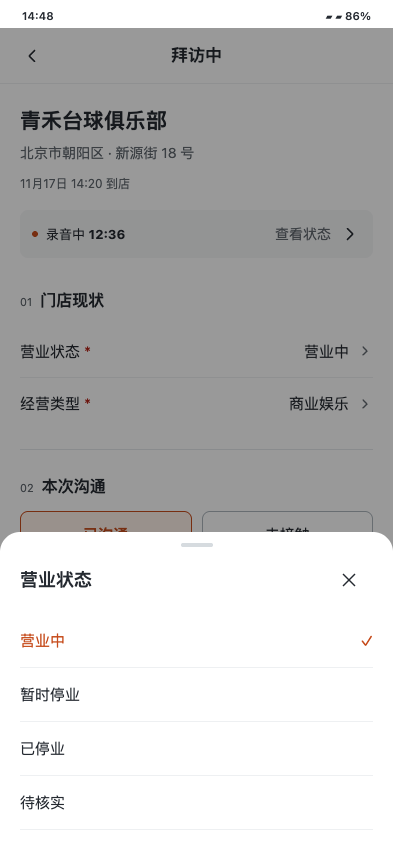 14:48
86%
拜访中
青禾台球俱乐部
北京市朝阳区 · 新源街 18 号
11月17日 14:20 到店
录音中 12:36
查看状态
01 门店现状
营业状态 *
营业中
经营类型 *
商业娱乐
02 本次沟通
营业状态
营业中
暂时停业
已停业
待核实